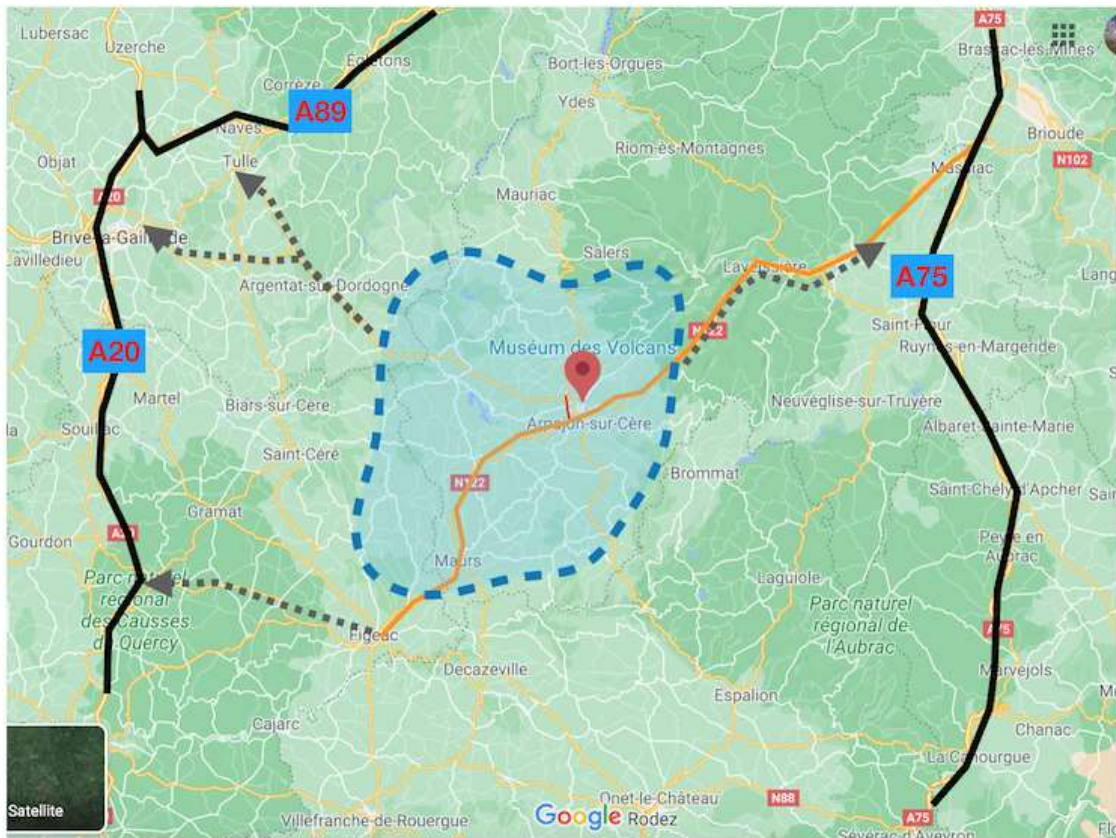 A75
Lubersac
Uzerche
Égletons
Bort-les-Orgues
Brassac-les-Mines
Corrèze
A89
Ydes
Naves
Brioude
Objat
Tulle
Riom-ès-Montagnes
Massiac
N102
A20
Mauriac
Brive-la-Gaillarde
Lavilledieu
Salers
Laveissière
Argentat-sur-Dordogne
A75
N122
Saint-Flour
Muséum des Volcans
Ruynes-en-Margeride
A20
Martel
Biars-sur-Cère
Neuvéglise-sur-Truyère
Arpajon-sur-Cère
Albaret-Sainte-Marie
Souillac
Saint-Céré
Brommat
N122
Saint-Chély-d'Apcher
Gramat
Gourdon
A20
Peyre en
Aubrac
Maurs
Parc naturel
régional
des Causses
du Quercy
Laguiole
Parc naturel
régional de
l'Aubrac
A75
Figeac
Decazeville
Marvejols
Espalion
Cajarc
Chanac
La Canourgue
Satellite
Google
Onet-le-Château
N88
Villefranche-de-Rouergue
Rodez
A75
Sévérac-d'Aveyron